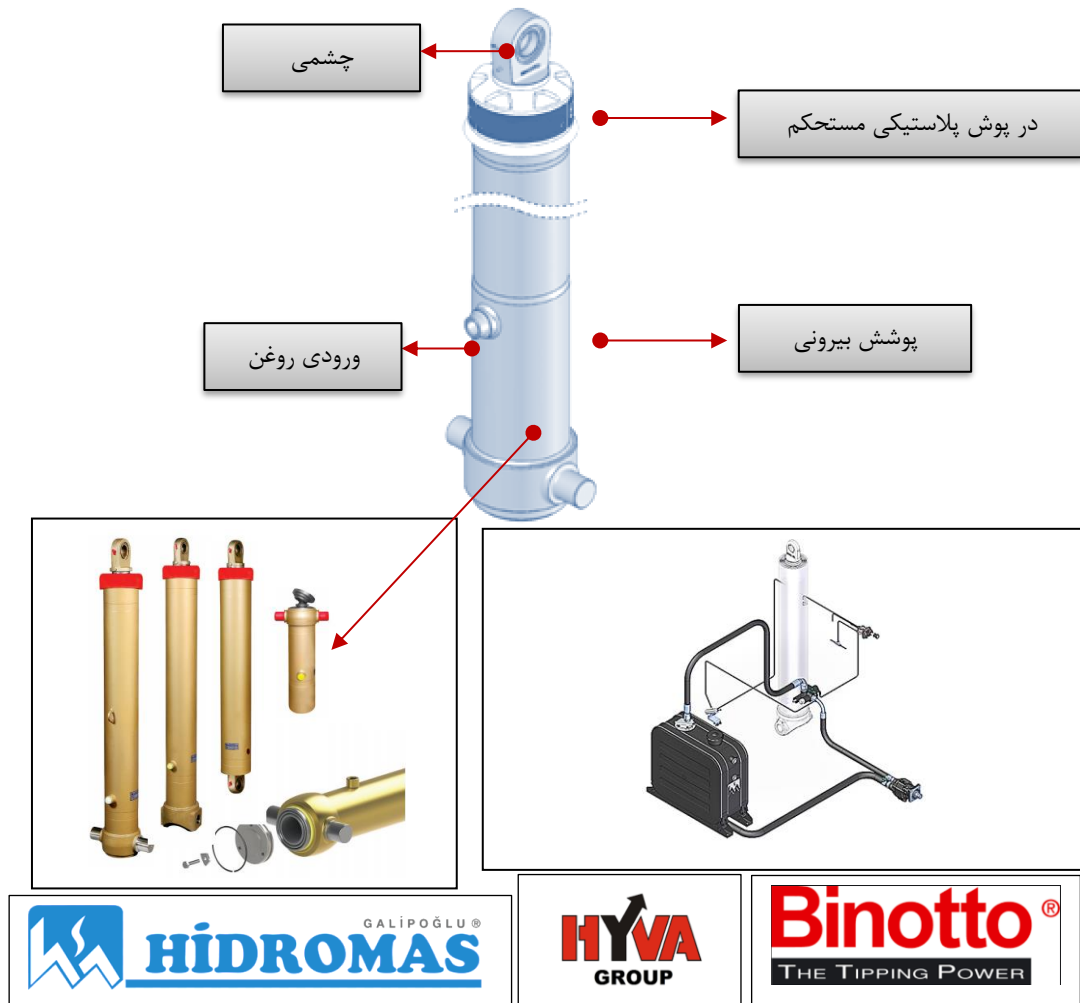 چشمی
در پوش پلاستیکی مستحکم
ورودی روغن
پوشش بیرونی
GALİPOĞLU®
HİDROMAS
HYVA
GROUP
Binotto®
THE TIPPING POWER